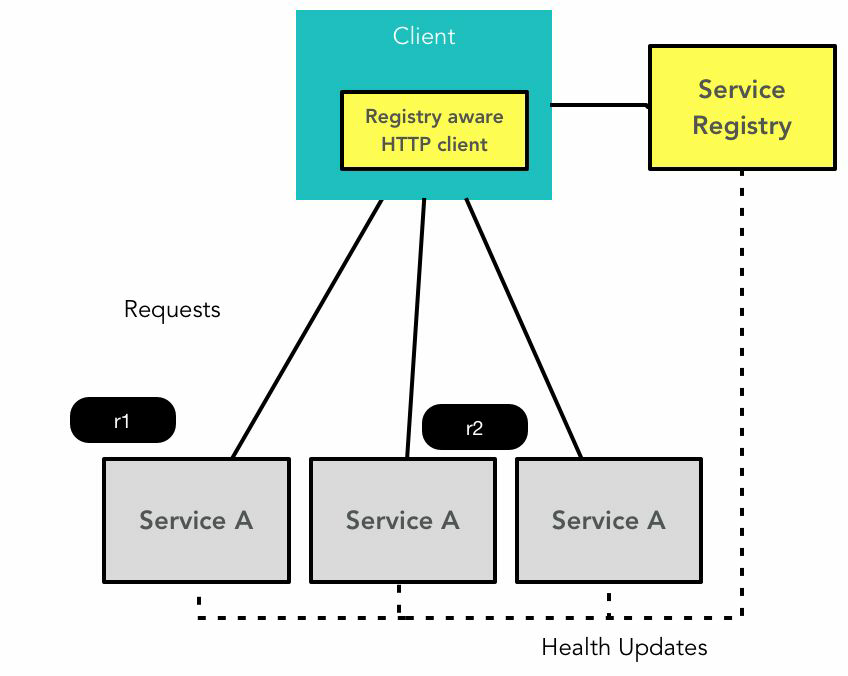 Client
Service
Registry
Registry aware
HTTP client
Requests
r1
r2
Service A
Service A
Service A
Health Updates